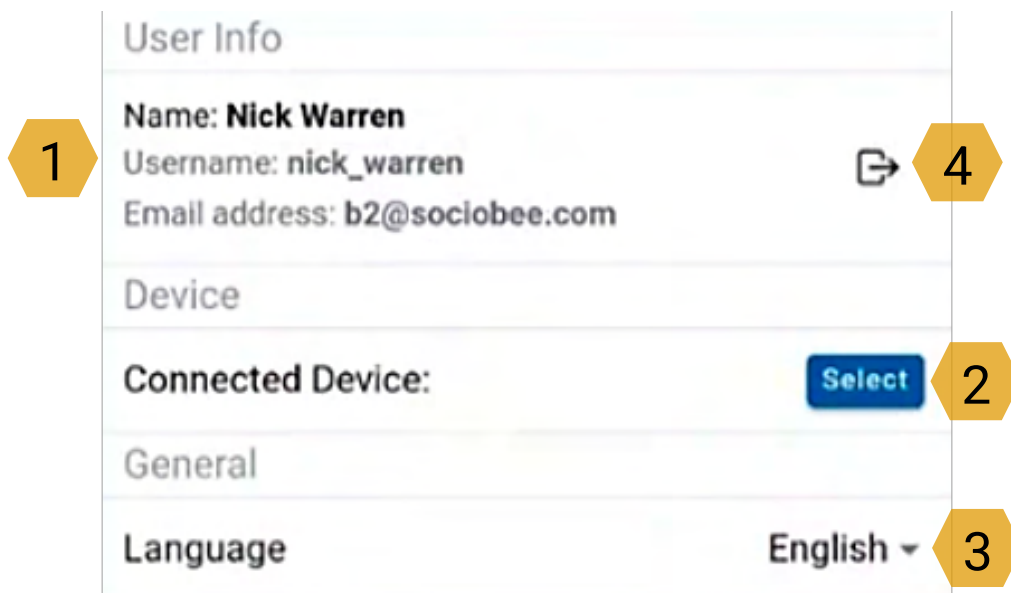 User Info
1
Name: Nick Warren
Username: nick_warren
Email address: b2@sociobee.com
4
Device
Connected Device:
Select
2
General
Language
English
3